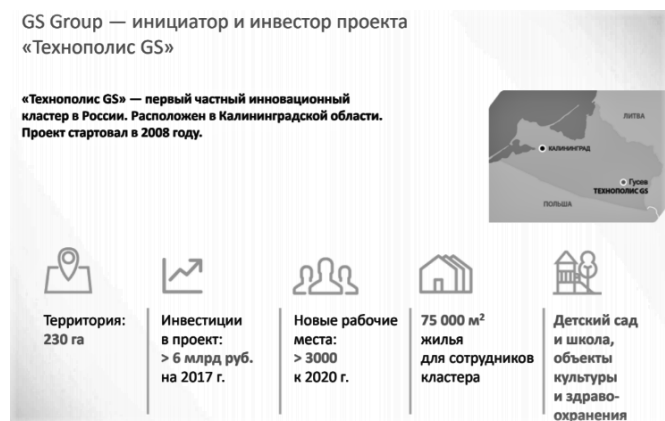 GS Group — инициатор и инвестор проекта
«Технополис GS»
«Технополис GS» — первый частный инновационный
кластер в России. Расположен в Калининградской области.
Проект стартовал в 2008 году.
ЛИТВА
КАЛИНИНГРАД
Гусев
ТЕХНОПОЛИС GS
ПОЛЬША
Территория:
230 га
Инвестиции
в проект:
> 6 млрд руб.
на 2017 г.
Новые рабочие
места:
> 3000
к 2020 г.
75 000 м²
жилья
для сотрудников
кластера
Детский сад
и школа,
объекты
культуры
и здраво-
охранения